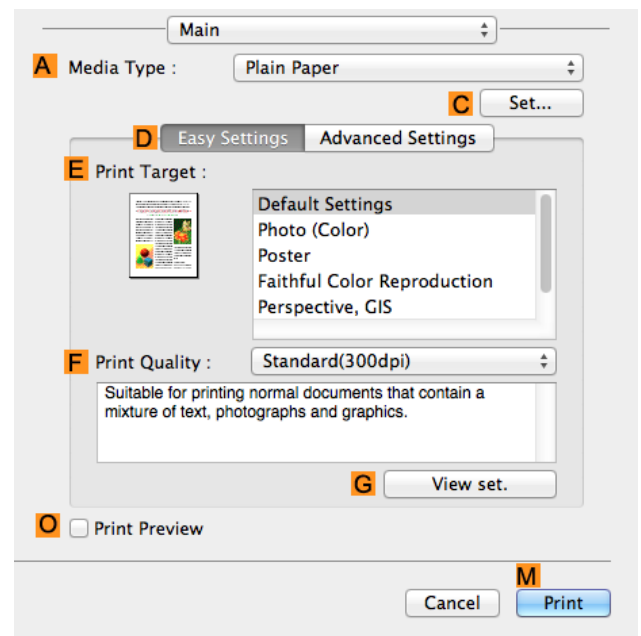 Main
A Media Type : Plain Paper
C Set...
D Easy Settings Advanced Settings
E Print Target :
Default Settings
Photo (Color)
Poster
Faithful Color Reproduction
Perspective, GIS
F Print Quality : Standard(300dpi)
Suitable for printing normal documents that contain a
mixture of text, photographs and graphics.
G View set.
O Print Preview
M
Cancel Print